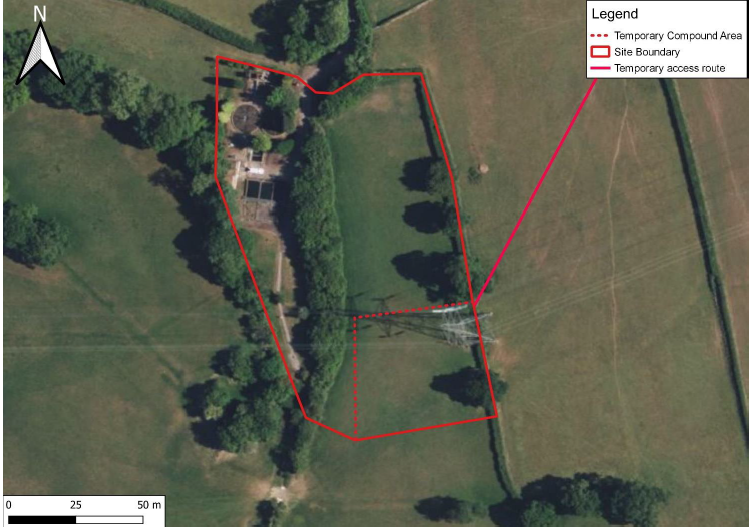 N
Legend
Temporary Compound Area
Site Boundary
Temporary access route
0 25 50 m